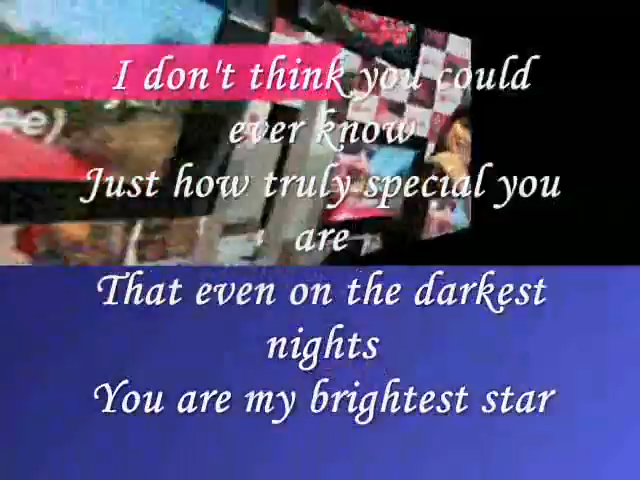 I don't think you could
ever know
ee)
Just how truly special you
are
That even on the darkest
nights
You are my brightest star